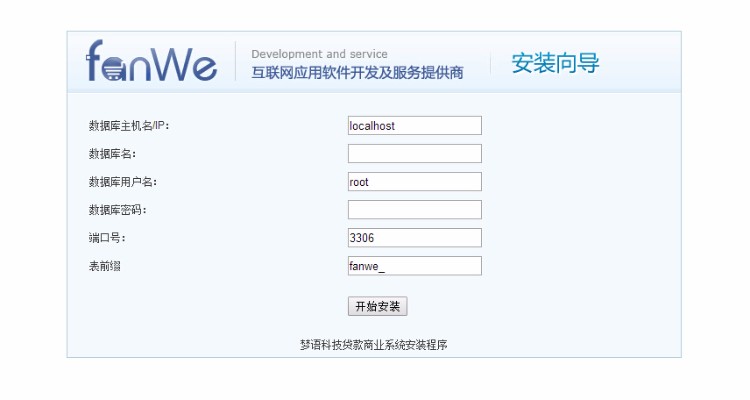 fanWe
Development and service
互联网应用软件开发及服务提供商
安装向导
数据库主机名/IP: localhost
数据库名:
数据库用户名: root
数据库密码:
端口号: 3306
表前缀 fanwe_
开始安装
梦语科技贷款商业系统安装程序